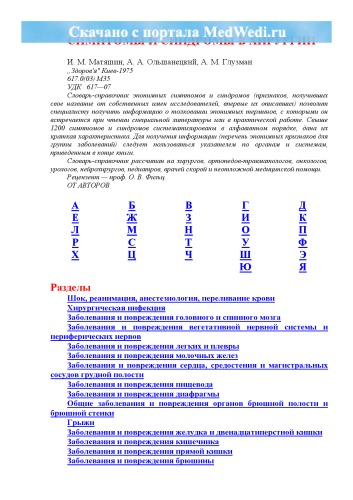 Скачано с портала MedWedi.ru
СИМПТОМЫ И СИНДРОМЫ В ХИРУРГИИ
И. М. Матяшин, А. А. Ольшанецкий, А. М. Глузман
„Здоров'я" Киев-1975
617.0(03) М35
УДК 617—07
Словарь-справочник эпонимных симптомов и синдромов (признаков, получивших
свое название от собственных имен исследователей, впервые их описавших) позволит
специалисту получить информацию о толковании эпонимных терминов, с которыми он
встречается при чтении специальной литературы или в практической работе. Свыше
1200 симптомов и синдромов систематизированы в алфавитном порядке, дана их
краткая характеристика. Для получения информации (перечень эпонимных знаков для
группы заболеваний) следует пользоваться указателем по органам и системам,
приведенным в конце книги.
Словарь-справочник рассчитан на хирургов, ортопедов-травматологов, онкологов,
урологов, нейрохирургов, педиатров, врачей скорой и неотложной медицинской помощи.
Рецензент — проф. О. В. Фильц.
ОТ АВТОРОВ
А Б В Г Д
Е Ж З И К
Л М Н О П
Р С Т У Ф
Х Ц Ч Ш Э
Ю Я
Разделы
Шок, реанимация, анестезиология, переливание крови
Хирургическая инфекция
Заболевания и повреждения головного и спинного мозга
Заболевания и повреждения вегетативной нервной системы и
периферических нервов
Заболевания и повреждения легких и плевры
Заболевания и повреждения молочных желез
Заболевания и повреждения сердца, средостения и магистральных
сосудов грудной полости
Заболевания и повреждения пищевода
Заболевания и повреждения диафрагмы
Общие заболевания и повреждения органов брюшной полости и
брюшной стенки
Грыжи
Заболевания и повреждения желудка и двенадцатиперстной кишки
Заболевания и повреждения кишечника
Заболевания и повреждения прямой кишки
Заболевания и повреждения брюшины